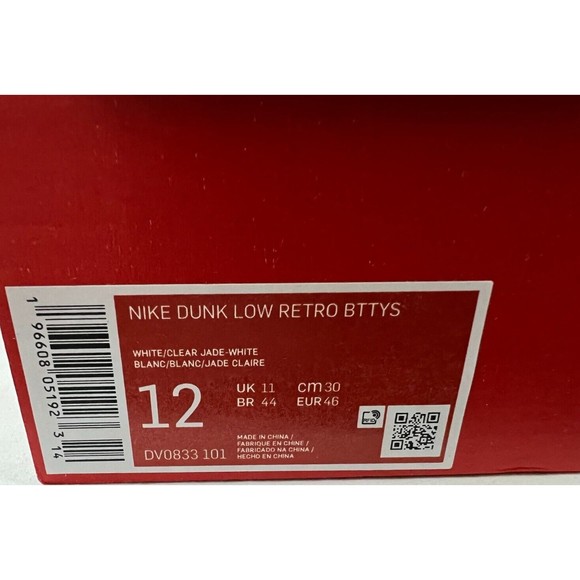 NIKE DUNK LOW RETRO BTTYS
WHITE/CLEAR JADE-WHITE
BLANC/BLANC/JADE CLAIRE
12
UK 11 cm 30
BR 44 EUR 46
DV0833 101
MADE IN CHINA /
FABRIQUE EN CHINE /
FABRICADO NA CHINA /
HECHO EN CHINA
1 96608 05192 3 14